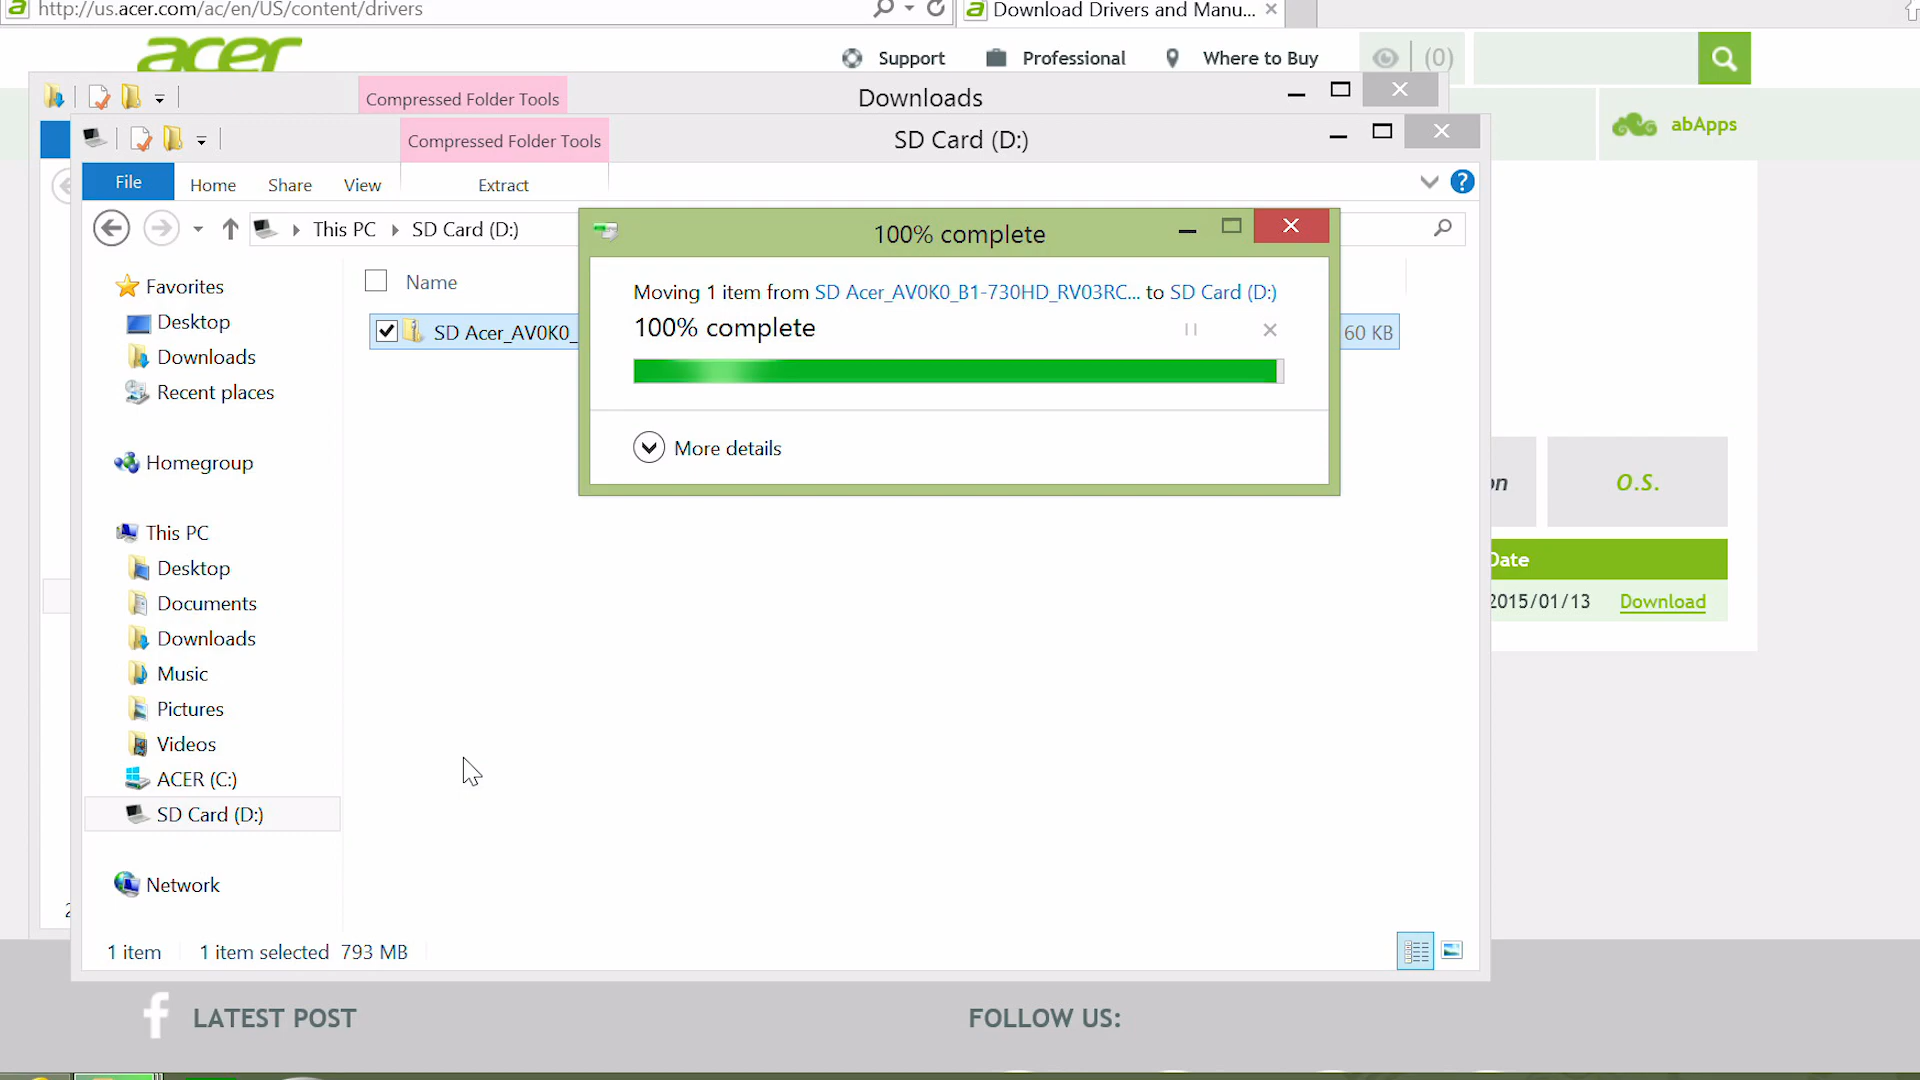 http://us.acer.com/ac/en/US/content/drivers
Download Drivers and Manu...
acer
Support
Professional
Where to Buy
(0)
Compressed Folder Tools
Downloads
abApps
Compressed Folder Tools
SD Card (D:)
File
Home
Share
View
Extract
This PC
SD Card (D:)
100% complete
Moving 1 item from SD Acer_AV0K0_B1-730HD_RV03RC... to SD Card (D:)
100% complete
More details
Name
SD Acer_AV0K0_
60 KB
Favorites
Desktop
Downloads
Recent places
Homegroup
This PC
Desktop
Documents
Downloads
Music
Pictures
Videos
ACER (C:)
SD Card (D:)
Network
on
O.S.
Date
2015/01/13
Download
1 item
1 item selected 793 MB
LATEST POST
FOLLOW US: